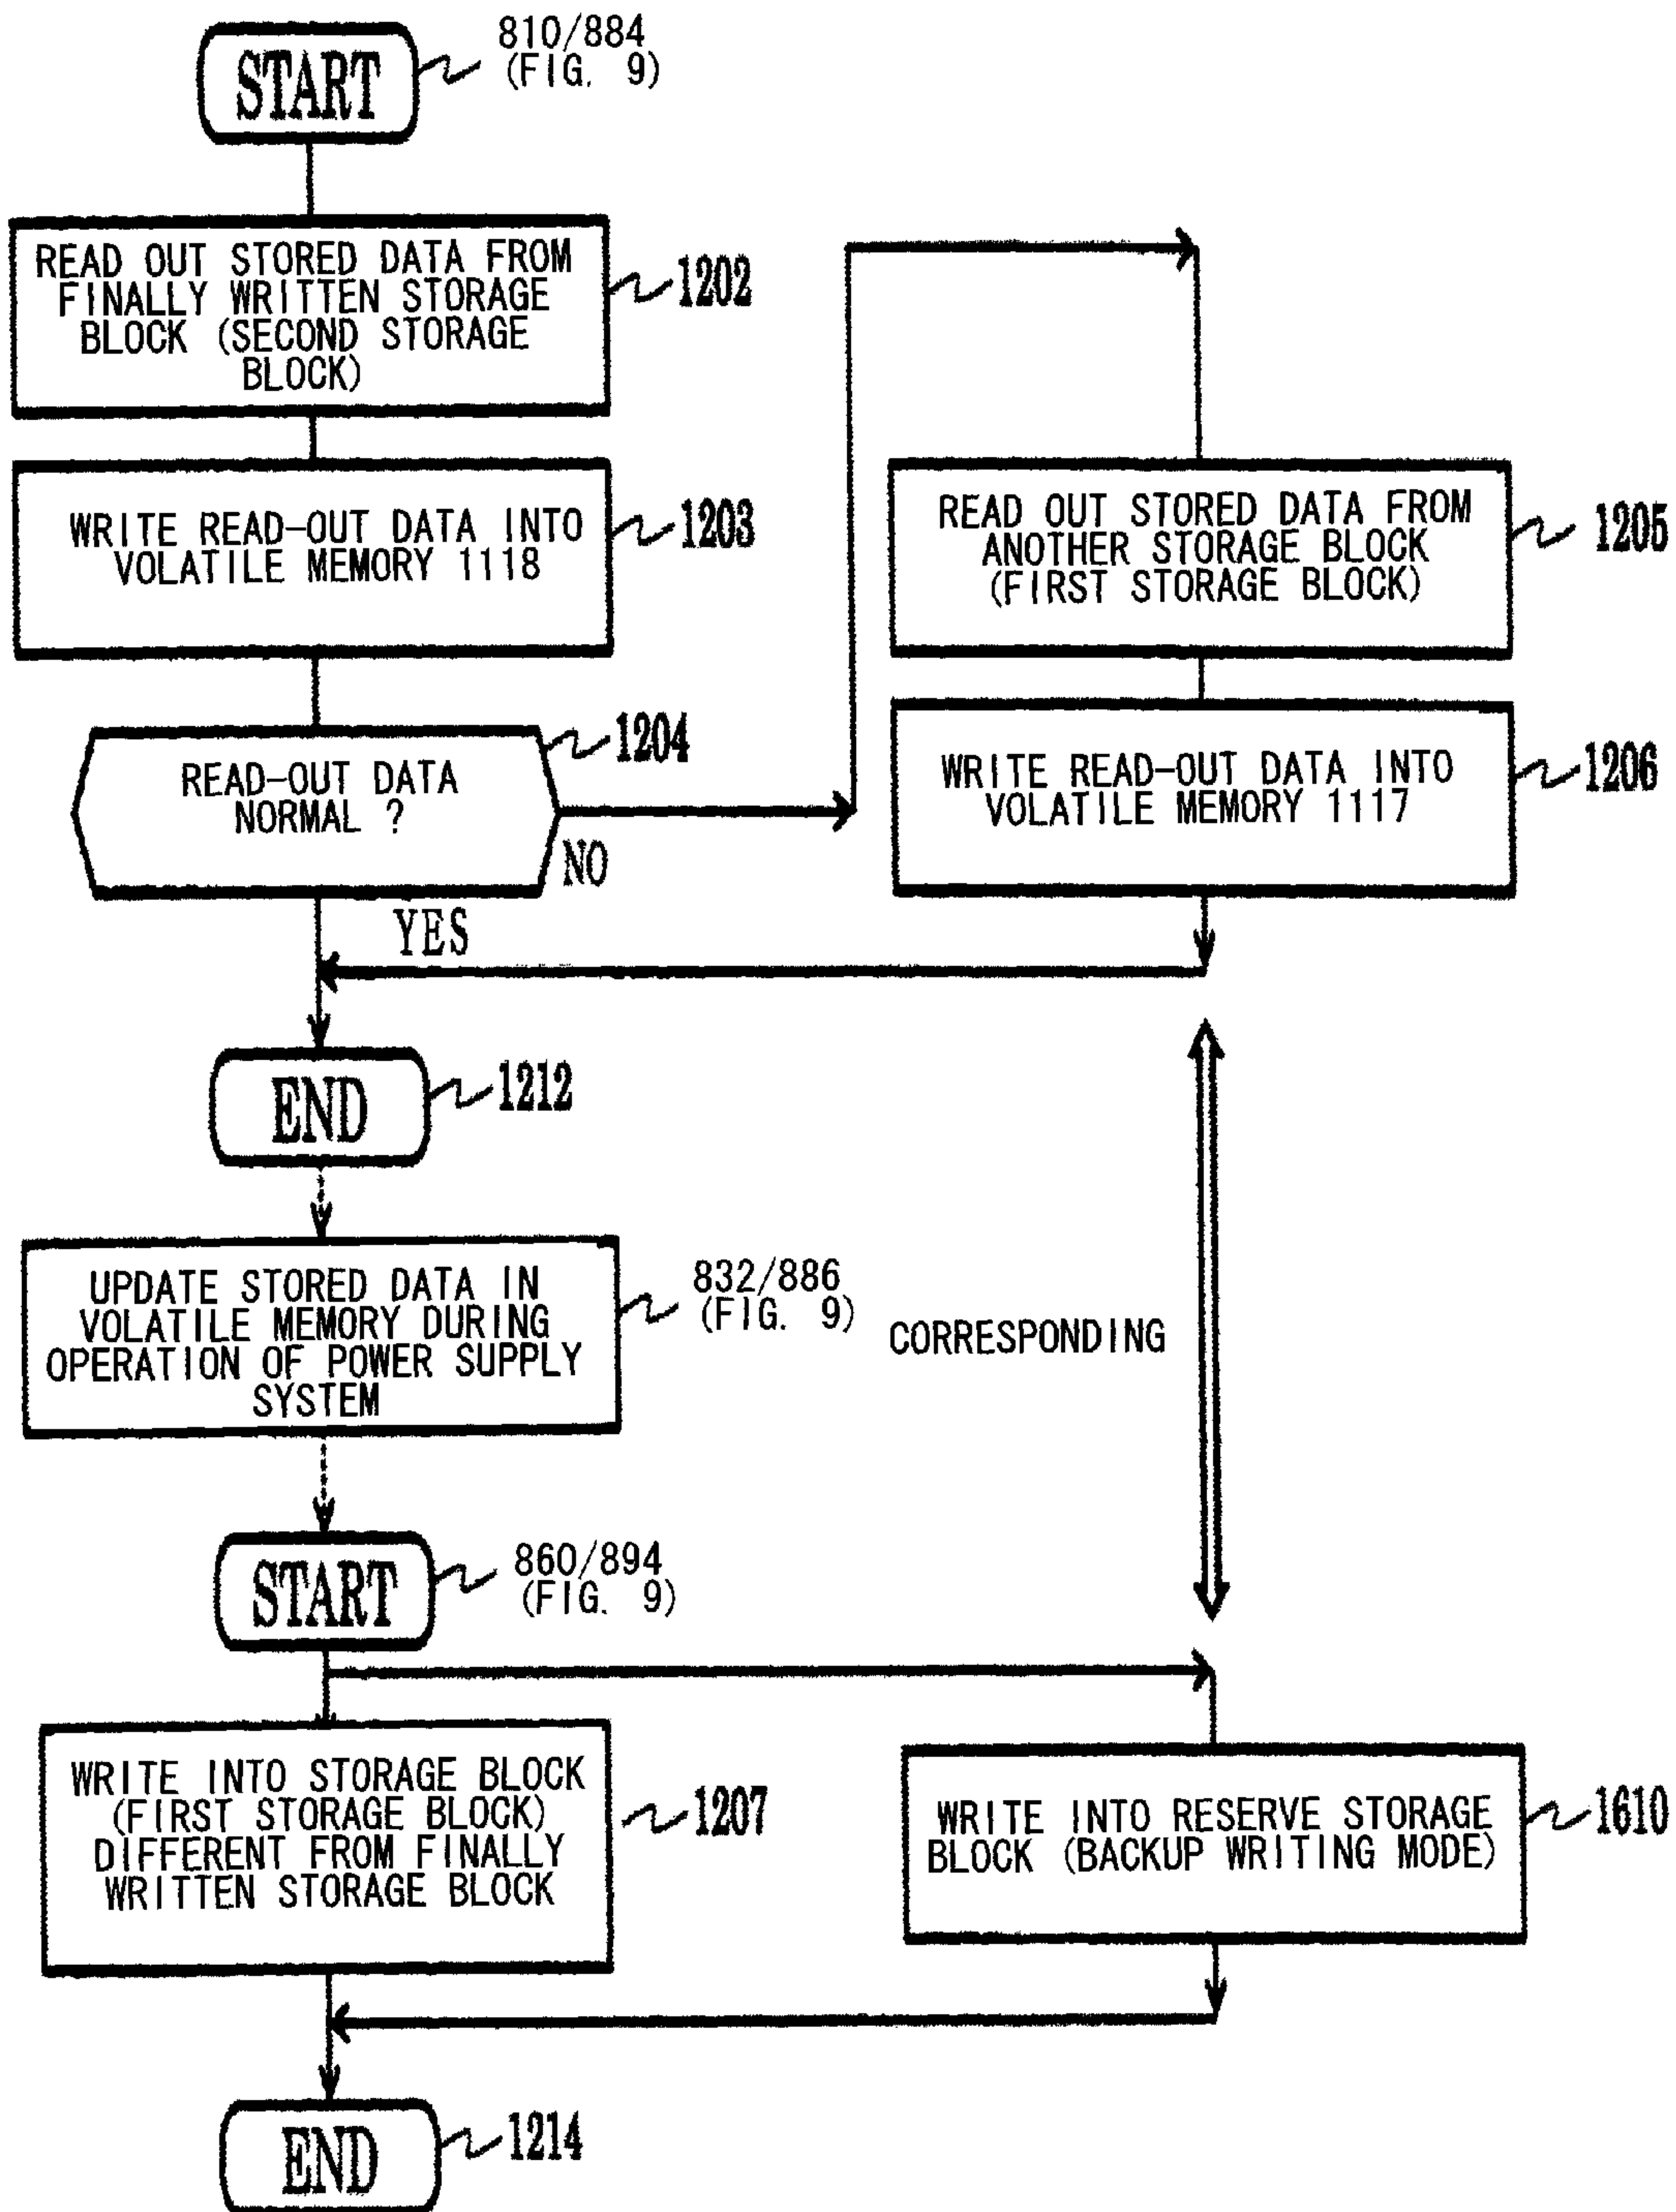 START
810/884
(FIG. 9)
READ OUT STORED DATA FROM
FINALLY WRITTEN STORAGE
BLOCK (SECOND STORAGE
BLOCK)
1202
WRITE READ-OUT DATA INTO
VOLATILE MEMORY 1118
1203
READ-OUT DATA
NORMAL ?
1204
NO
YES
READ OUT STORED DATA FROM
ANOTHER STORAGE BLOCK
(FIRST STORAGE BLOCK)
1205
WRITE READ-OUT DATA INTO
VOLATILE MEMORY 1117
1206
END
1212
UPDATE STORED DATA IN
VOLATILE MEMORY DURING
OPERATION OF POWER SUPPLY
SYSTEM
832/886
(FIG. 9)
CORRESPONDING
START
860/894
(FIG. 9)
WRITE INTO STORAGE BLOCK
(FIRST STORAGE BLOCK)
DIFFERENT FROM FINALLY
WRITTEN STORAGE BLOCK
1207
WRITE INTO RESERVE STORAGE
BLOCK (BACKUP WRITING MODE)
1610
END
1214